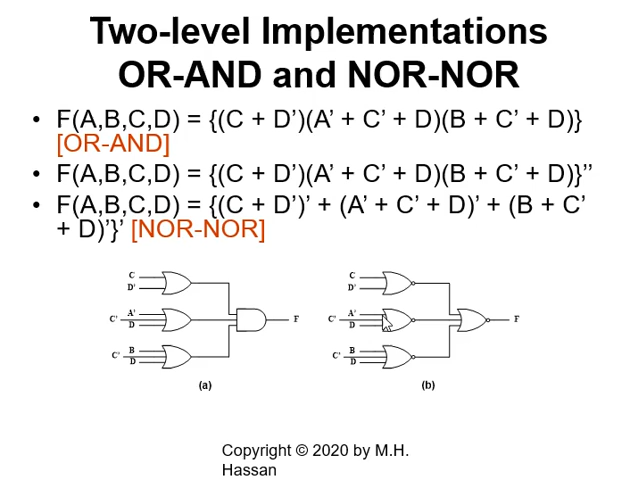 Two-level Implementations
OR-AND and NOR-NOR
• F(A,B,C,D) = {(C + D’)(A’ + C’ + D)(B + C’ + D)}
[OR-AND]
• F(A,B,C,D) = {(C + D’)(A’ + C’ + D)(B + C’ + D)}’’
• F(A,B,C,D) = {(C + D’)’ + (A’ + C’ + D)’ + (B + C’
+ D)’}’ [NOR-NOR]
C
D'
C' A'
D
F
C' B
D
(a)
C
D'
C' A'
D
F
C' B
D
(b)
Copyright © 2020 by M.H.
Hassan